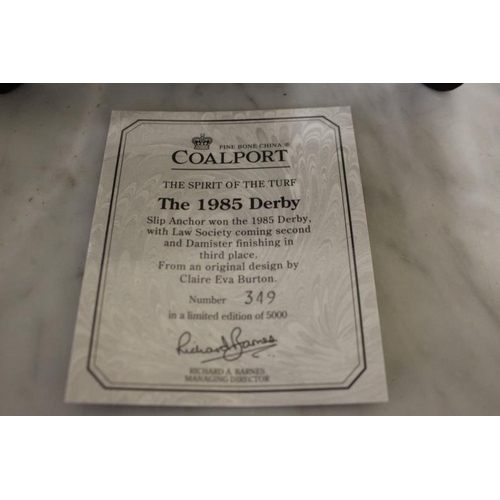 FINE BONE CHINA ®
COALPORT
THE SPIRIT OF THE TURF
The 1985 Derby
Slip Anchor won the 1985 Derby,
with Law Society coming second
and Damister finishing in
third place.
From an original design by
Claire Eva Burton.
Number 349
in a limited edition of 5000
Richard Barnes
RICHARD A. BARNES
MANAGING DIRECTOR